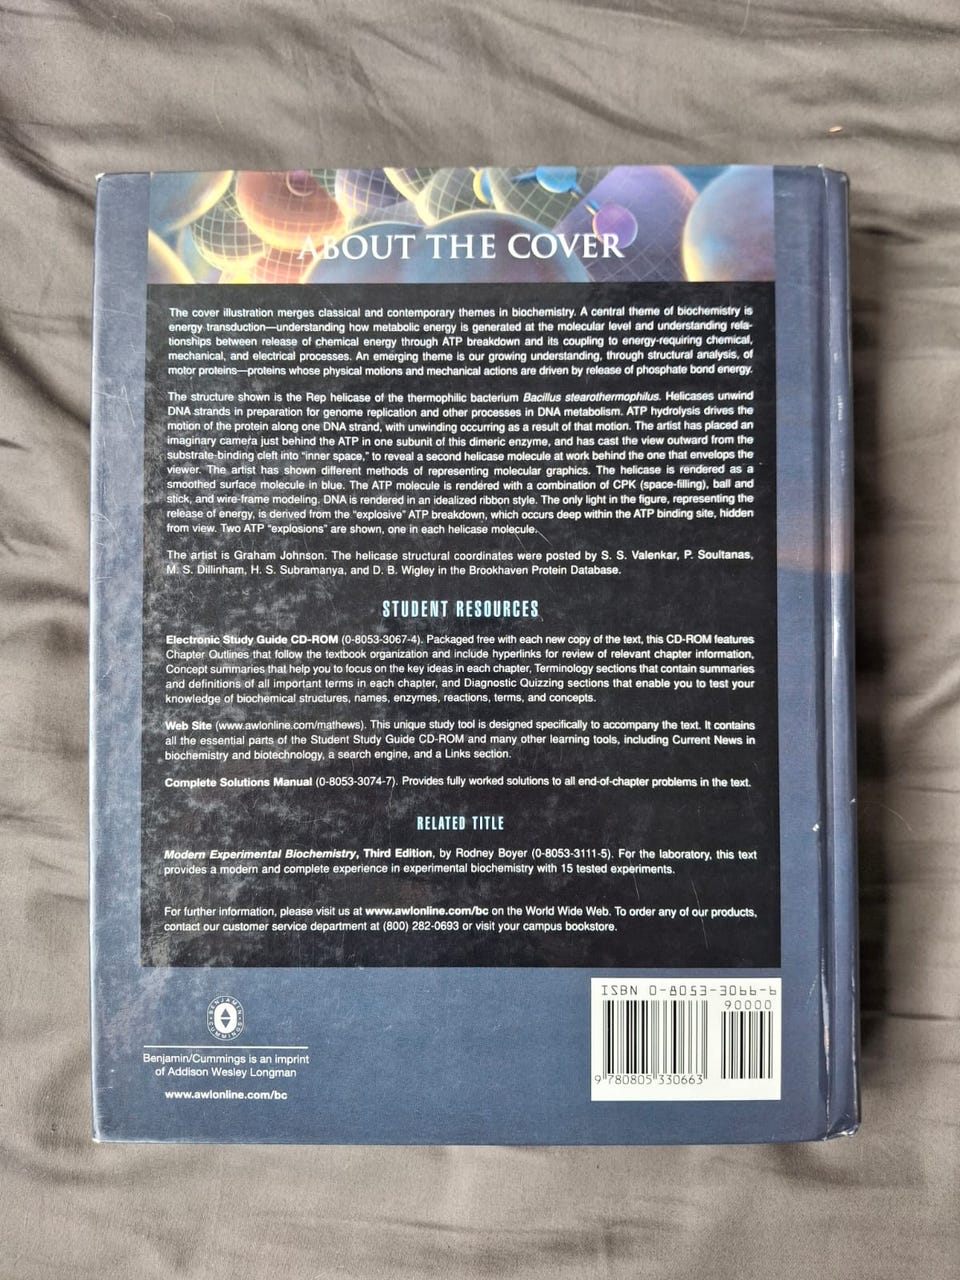 ABOUT THE COVER
The cover illustration merges classical and contemporary themes in biochemistry. A central theme of biochemistry is
energy transduction—understanding how metabolic energy is generated at the molecular level and understanding rela-
tionships between release of chemical energy through ATP breakdown and its coupling to energy-requiring chemical,
mechanical, and electrical processes. An emerging theme is our growing understanding, through structural analysis, of
motor proteins—proteins whose physical motions and mechanical actions are driven by release of phosphate bond energy.
The structure shown is the Rep helicase of the thermophilic bacterium Bacillus stearothermophilus. Helicases unwind
DNA strands in preparation for genome replication and other processes in DNA metabolism. ATP hydrolysis drives the
motion of the protein along one DNA strand, with unwinding occurring as a result of that motion. The artist has placed an
imaginary camera just behind the ATP in one subunit of this dimeric enzyme, and has cast the view outward from the
substrate-binding cleft into "inner space," to reveal a second helicase molecule at work behind the one that envelops the
viewer. The artist has shown different methods of representing molecular graphics. The helicase is rendered as a
smoothed surface molecule in blue. The ATP molecule is rendered with a combination of CPK (space-filling), ball and
stick, and wire-frame modeling. DNA is rendered in an idealized ribbon style. The only light in the figure, representing the
release of energy, is derived from the "explosive" ATP breakdown, which occurs deep within the ATP binding site, hidden
from view. Two ATP "explosions" are shown, one in each helicase molecule.
The artist is Graham Johnson. The helicase structural coordinates were posted by S. S. Valenkar, P. Soultanas,
M. S. Dillinham, H. S. Subramanya, and D. B. Wigley in the Brookhaven Protein Database.
STUDENT RESOURCES
Electronic Study Guide CD-ROM (0-8053-3067-4). Packaged free with each new copy of the text, this CD-ROM features
Chapter Outlines that follow the textbook organization and include hyperlinks for review of relevant chapter information,
Concept summaries that help you to focus on the key ideas in each chapter, Terminology sections that contain summaries
and definitions of all important terms in each chapter, and Diagnostic Quizzing sections that enable you to test your
knowledge of biochemical structures, names, enzymes, reactions, terms, and concepts.
Web Site (www.awlonline.com/mathews). This unique study tool is designed specifically to accompany the text. It contains
all the essential parts of the Student Study Guide CD-ROM and many other learning tools, including Current News in
biochemistry and biotechnology, a search engine, and a Links section.
Complete Solutions Manual (0-8053-3074-7). Provides fully worked solutions to all end-of-chapter problems in the text.
RELATED TITLE
Modern Experimental Biochemistry, Third Edition, by Rodney Boyer (0-8053-3111-5). For the laboratory, this text
provides a modern and complete experience in experimental biochemistry with 15 tested experiments.
For further information, please visit us at www.awlonline.com/bc on the World Wide Web. To order any of our products,
contact our customer service department at (800) 282-0693 or visit your campus bookstore.
BENJAMIN
CUMMINGS
Benjamin/Cummings is an imprint
of Addison Wesley Longman
www.awlonline.com/bc
ISBN 0-8053-3066-6
90000
9 780805 330663